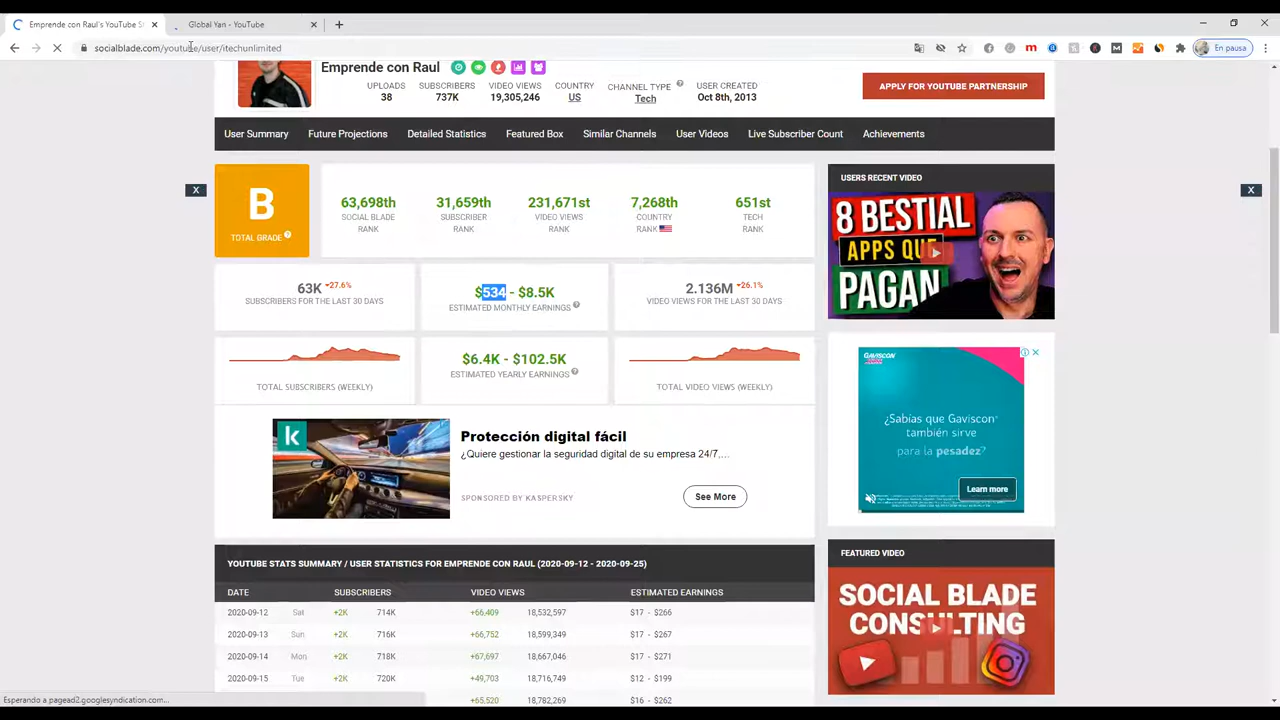 Emprende con Raul's YouTube St
Global Yan - YouTube
socialblade.com/youtube/user/itechunlimited
En pausa
Emprende con Raul
UPLOADS
38
SUBSCRIBERS
737K
VIDEO VIEWS
19,305,246
COUNTRY
US
CHANNEL TYPE
Tech
USER CREATED
Oct 8th, 2013
APPLY FOR YOUTUBE PARTNERSHIP
User Summary Future Projections Detailed Statistics Featured Box Similar Channels User Videos Live Subscriber Count Achievements
X
X
B
TOTAL GRADE
63,698th
SOCIAL BLADE
RANK
31,659th
SUBSCRIBER
RANK
231,671st
VIDEO VIEWS
RANK
7,268th
COUNTRY
RANK
651st
TECH
RANK
63K 27.6%
SUBSCRIBERS FOR THE LAST 30 DAYS
$534 - $8.5K
ESTIMATED MONTHLY EARNINGS
2.136M 26.1%
VIDEO VIEWS FOR THE LAST 30 DAYS
TOTAL SUBSCRIBERS (WEEKLY)
$6.4K - $102.5K
ESTIMATED YEARLY EARNINGS
TOTAL VIDEO VIEWS (WEEKLY)
USERS RECENT VIDEO
8 BESTIAL
APPS QUE
PAGAN
Protección digital fácil
¿Quiere gestionar la seguridad digital de su empresa 24/7,...
SPONSORED BY KASPERSKY
See More
GAVISCON
¿Sabías que Gaviscon
también sirve
para la pesadez?
Learn more
YOUTUBE STATS SUMMARY / USER STATISTICS FOR EMPRENDE CON RAUL (2020-09-12 - 2020-09-25)
DATE SUBSCRIBERS VIDEO VIEWS ESTIMATED EARNINGS
2020-09-12 Sat +2K 714K +66,409 18,532,597 $17 - $266
2020-09-13 Sun +2K 716K +66,752 18,599,349 $17 - $267
2020-09-14 Mon +2K 718K +67,697 18,667,046 $17 - $271
2020-09-15 Tue +2K 720K +49,703 18,716,749 $12 - $199
+65,520 18,782,269 $16 - $262
FEATURED VIDEO
SOCIAL BLADE
CONSULTING
Esperando a pagead2.googlesyndication.com...